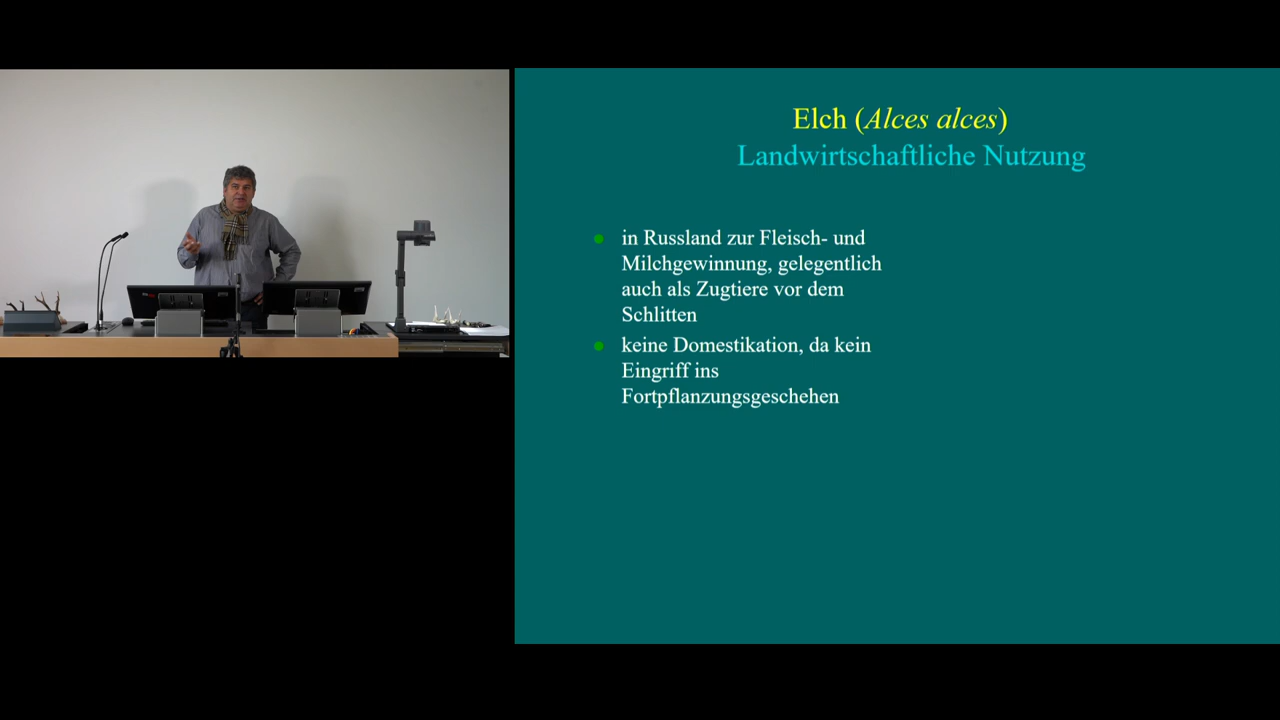 Elch (Alces alces)
Landwirtschaftliche Nutzung
in Russland zur Fleisch- und
Milchgewinnung, gelegentlich
auch als Zugtiere vor dem
Schlitten
keine Domestikation, da kein
Eingriff ins
Fortpflanzungsgeschehen